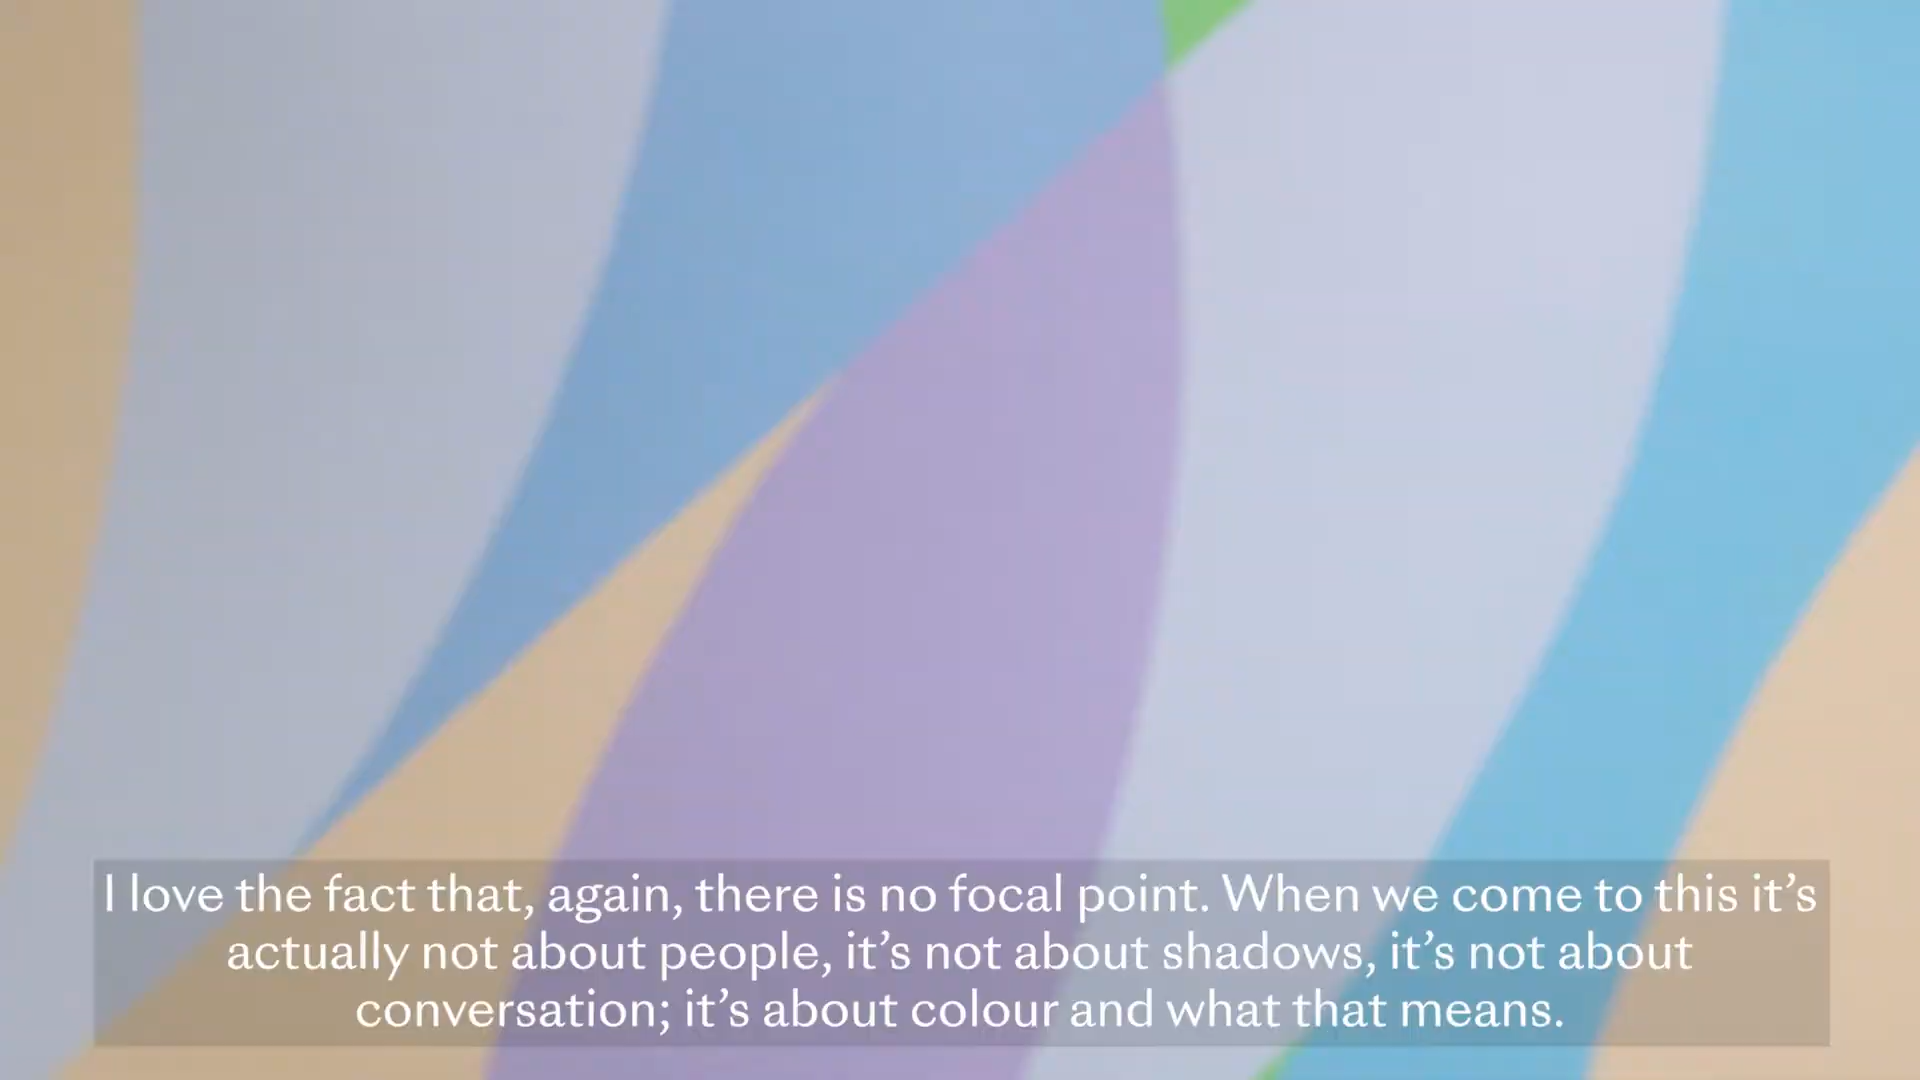 I love the fact that, again, there is no focal point. When we come to this it’s
actually not about people, it’s not about shadows, it’s not about
conversation; it’s about colour and what that means.